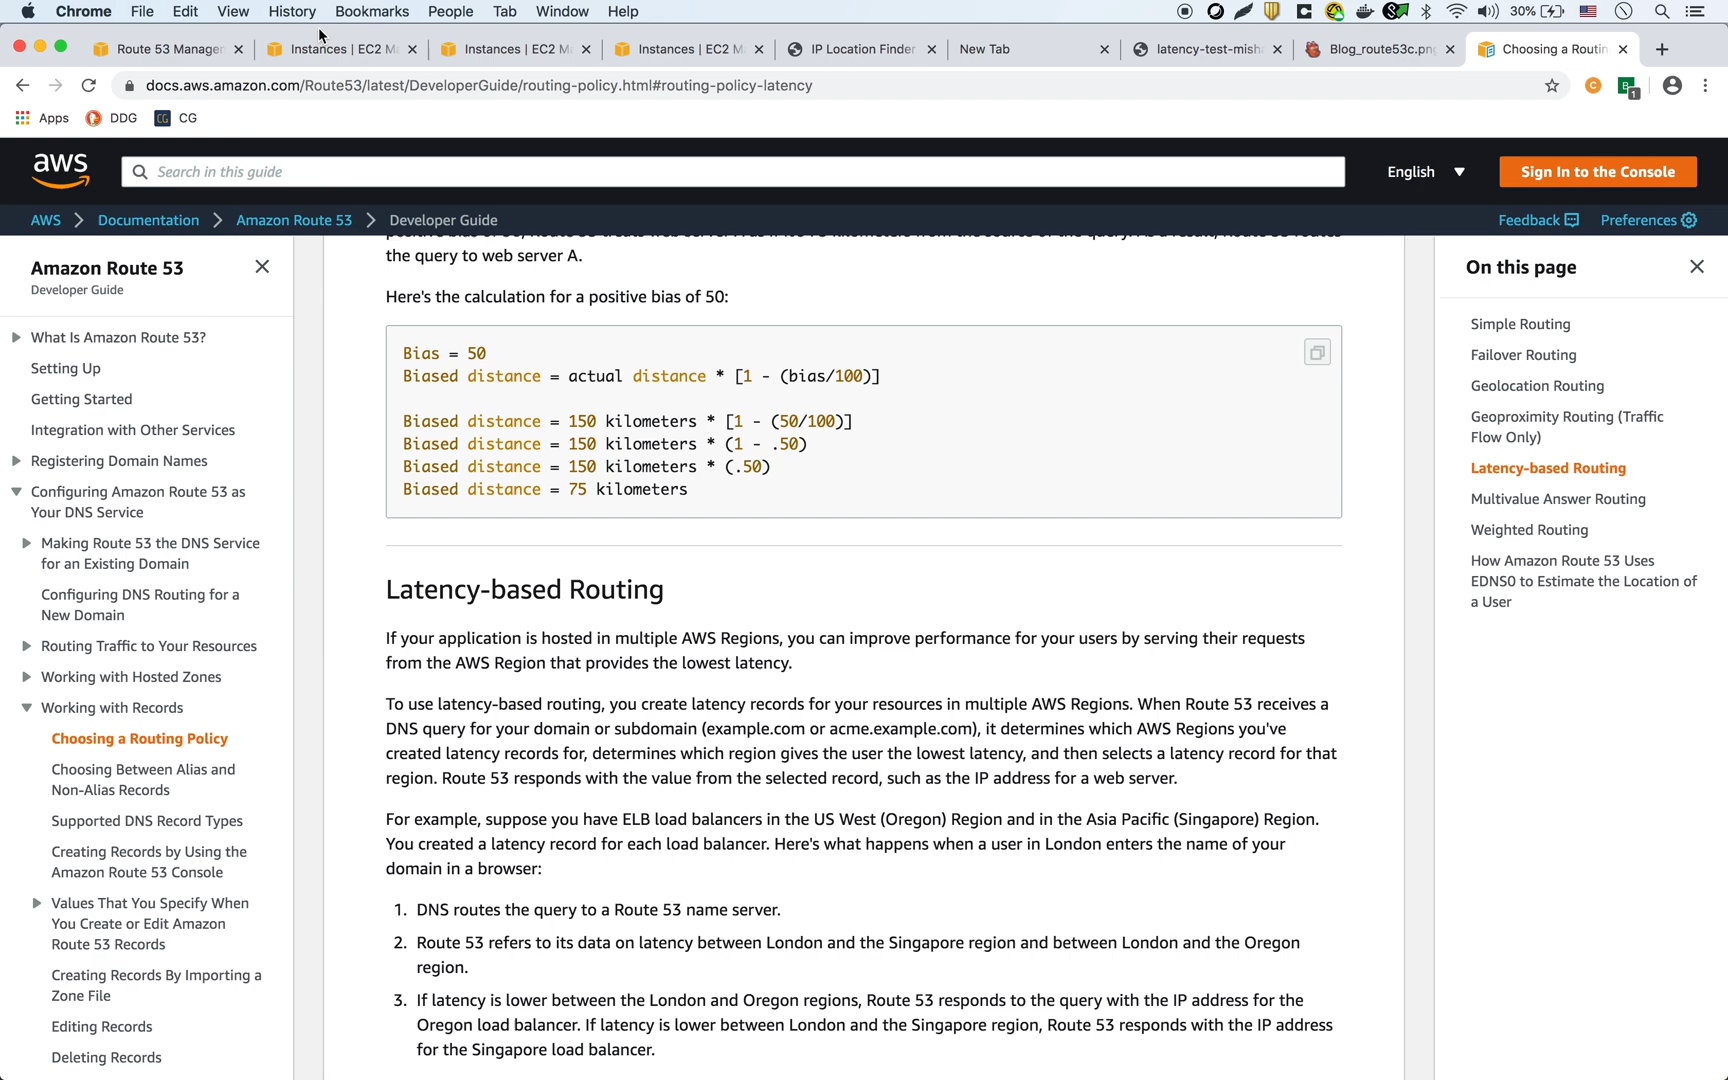 Chrome File Edit View History Bookmarks People Tab Window Help 30%
Route 53 Manager Instances | EC2 M Instances | EC2 M Instances | EC2 M IP Location Finder New Tab latency-test-misha Blog_route53c.png Choosing a Routin
docs.aws.amazon.com/Route53/latest/DeveloperGuide/routing-policy.html#routing-policy-latency
Apps DDG CG CG
aws Search in this guide English Sign In to the Console
AWS Documentation Amazon Route 53 Developer Guide Feedback Preferences
Amazon Route 53
Developer Guide
What Is Amazon Route 53?
Setting Up
Getting Started
Integration with Other Services
Registering Domain Names
Configuring Amazon Route 53 as
Your DNS Service
Making Route 53 the DNS Service
for an Existing Domain
Configuring DNS Routing for a
New Domain
Routing Traffic to Your Resources
Working with Hosted Zones
Working with Records
Choosing a Routing Policy
Choosing Between Alias and
Non-Alias Records
Supported DNS Record Types
Creating Records by Using the
Amazon Route 53 Console
Values That You Specify When
You Create or Edit Amazon
Route 53 Records
Creating Records By Importing a
Zone File
Editing Records
Deleting Records
the query to web server A.
Here's the calculation for a positive bias of 50:
Bias = 50
Biased distance = actual distance * [1 - (bias/100)]
Biased distance = 150 kilometers * [1 - (50/100)]
Biased distance = 150 kilometers * (1 - .50)
Biased distance = 150 kilometers * (.50)
Biased distance = 75 kilometers
Latency-based Routing
If your application is hosted in multiple AWS Regions, you can improve performance for your users by serving their requests
from the AWS Region that provides the lowest latency.
To use latency-based routing, you create latency records for your resources in multiple AWS Regions. When Route 53 receives a
DNS query for your domain or subdomain (example.com or acme.example.com), it determines which AWS Regions you've
created latency records for, determines which region gives the user the lowest latency, and then selects a latency record for that
region. Route 53 responds with the value from the selected record, such as the IP address for a web server.
For example, suppose you have ELB load balancers in the US West (Oregon) Region and in the Asia Pacific (Singapore) Region.
You created a latency record for each load balancer. Here's what happens when a user in London enters the name of your
domain in a browser:
1. DNS routes the query to a Route 53 name server.
2. Route 53 refers to its data on latency between London and the Singapore region and between London and the Oregon
region.
3. If latency is lower between the London and Oregon regions, Route 53 responds to the query with the IP address for the
Oregon load balancer. If latency is lower between London and the Singapore region, Route 53 responds with the IP address
for the Singapore load balancer.
On this page
Simple Routing
Failover Routing
Geolocation Routing
Geoproximity Routing (Traffic
Flow Only)
Latency-based Routing
Multivalue Answer Routing
Weighted Routing
How Amazon Route 53 Uses
EDNS0 to Estimate the Location of
a User